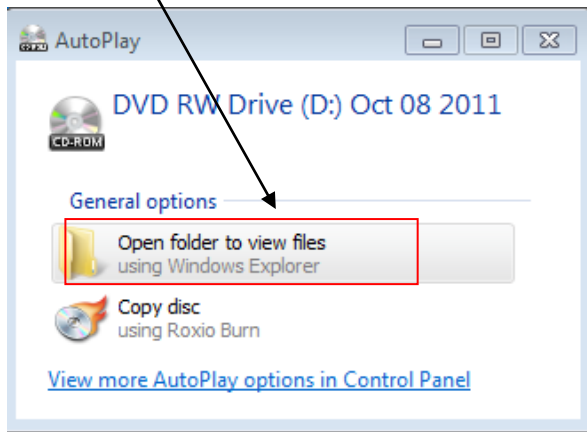 AutoPlay
DVD RW Drive (D:) Oct 08 2011
CD-ROM
General options
Open folder to view files
using Windows Explorer
Copy disc
using Roxio Burn
View more AutoPlay options in Control Panel